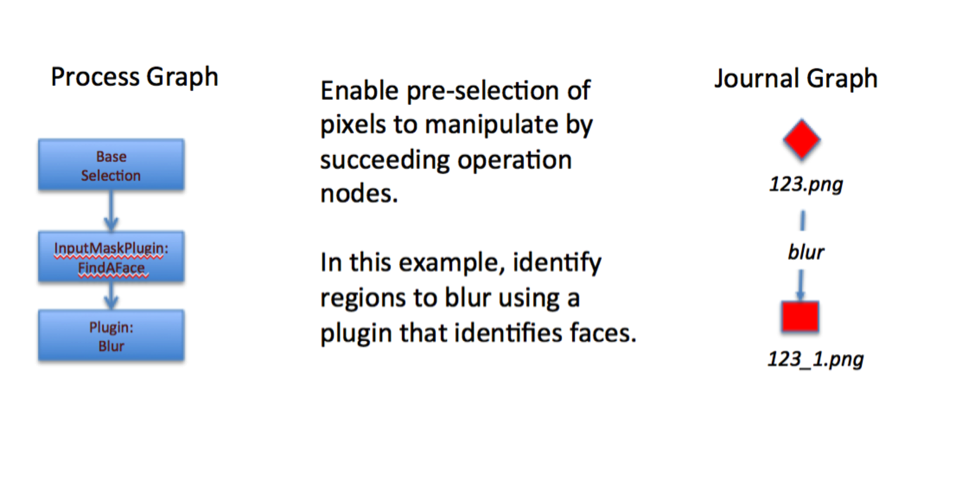 Process Graph
Base
Selection
InputMaskPlugin:
FindAFace
Plugin:
Blur
Enable pre-selection of
pixels to manipulate by
succeeding operation
nodes.
In this example, identify
regions to blur using a
plugin that identifies faces.
Journal Graph
123.png
blur
123_1.png